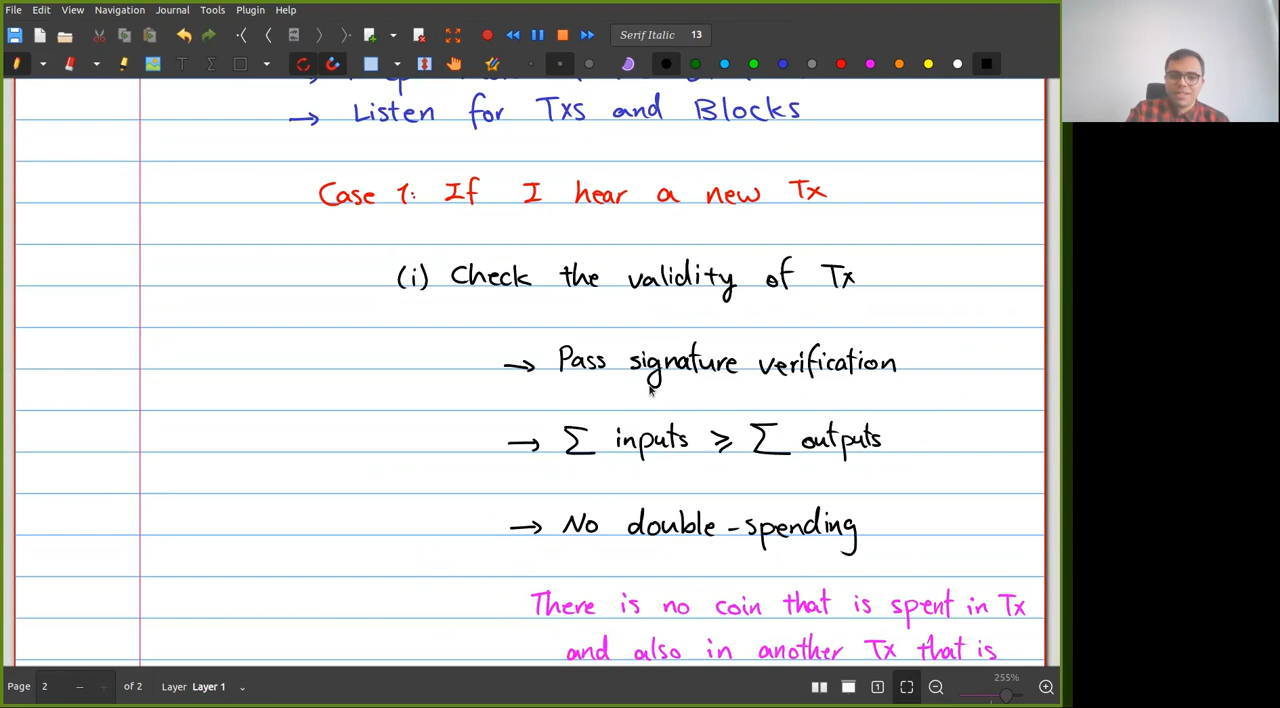 File Edit View Navigation Journal Tools Plugin Help
Serif Italic 13
→ Listen for Txs and Blocks
Case 1: If I hear a new Tx
(i) Check the validity of Tx
→ Pass signature verification
→ Σ inputs ⩾ Σ outputs
→ No double-spending
There is no coin that is spent in Tx
and also in another Tx that is
Page 2 of 2 Layer Layer 1 255%